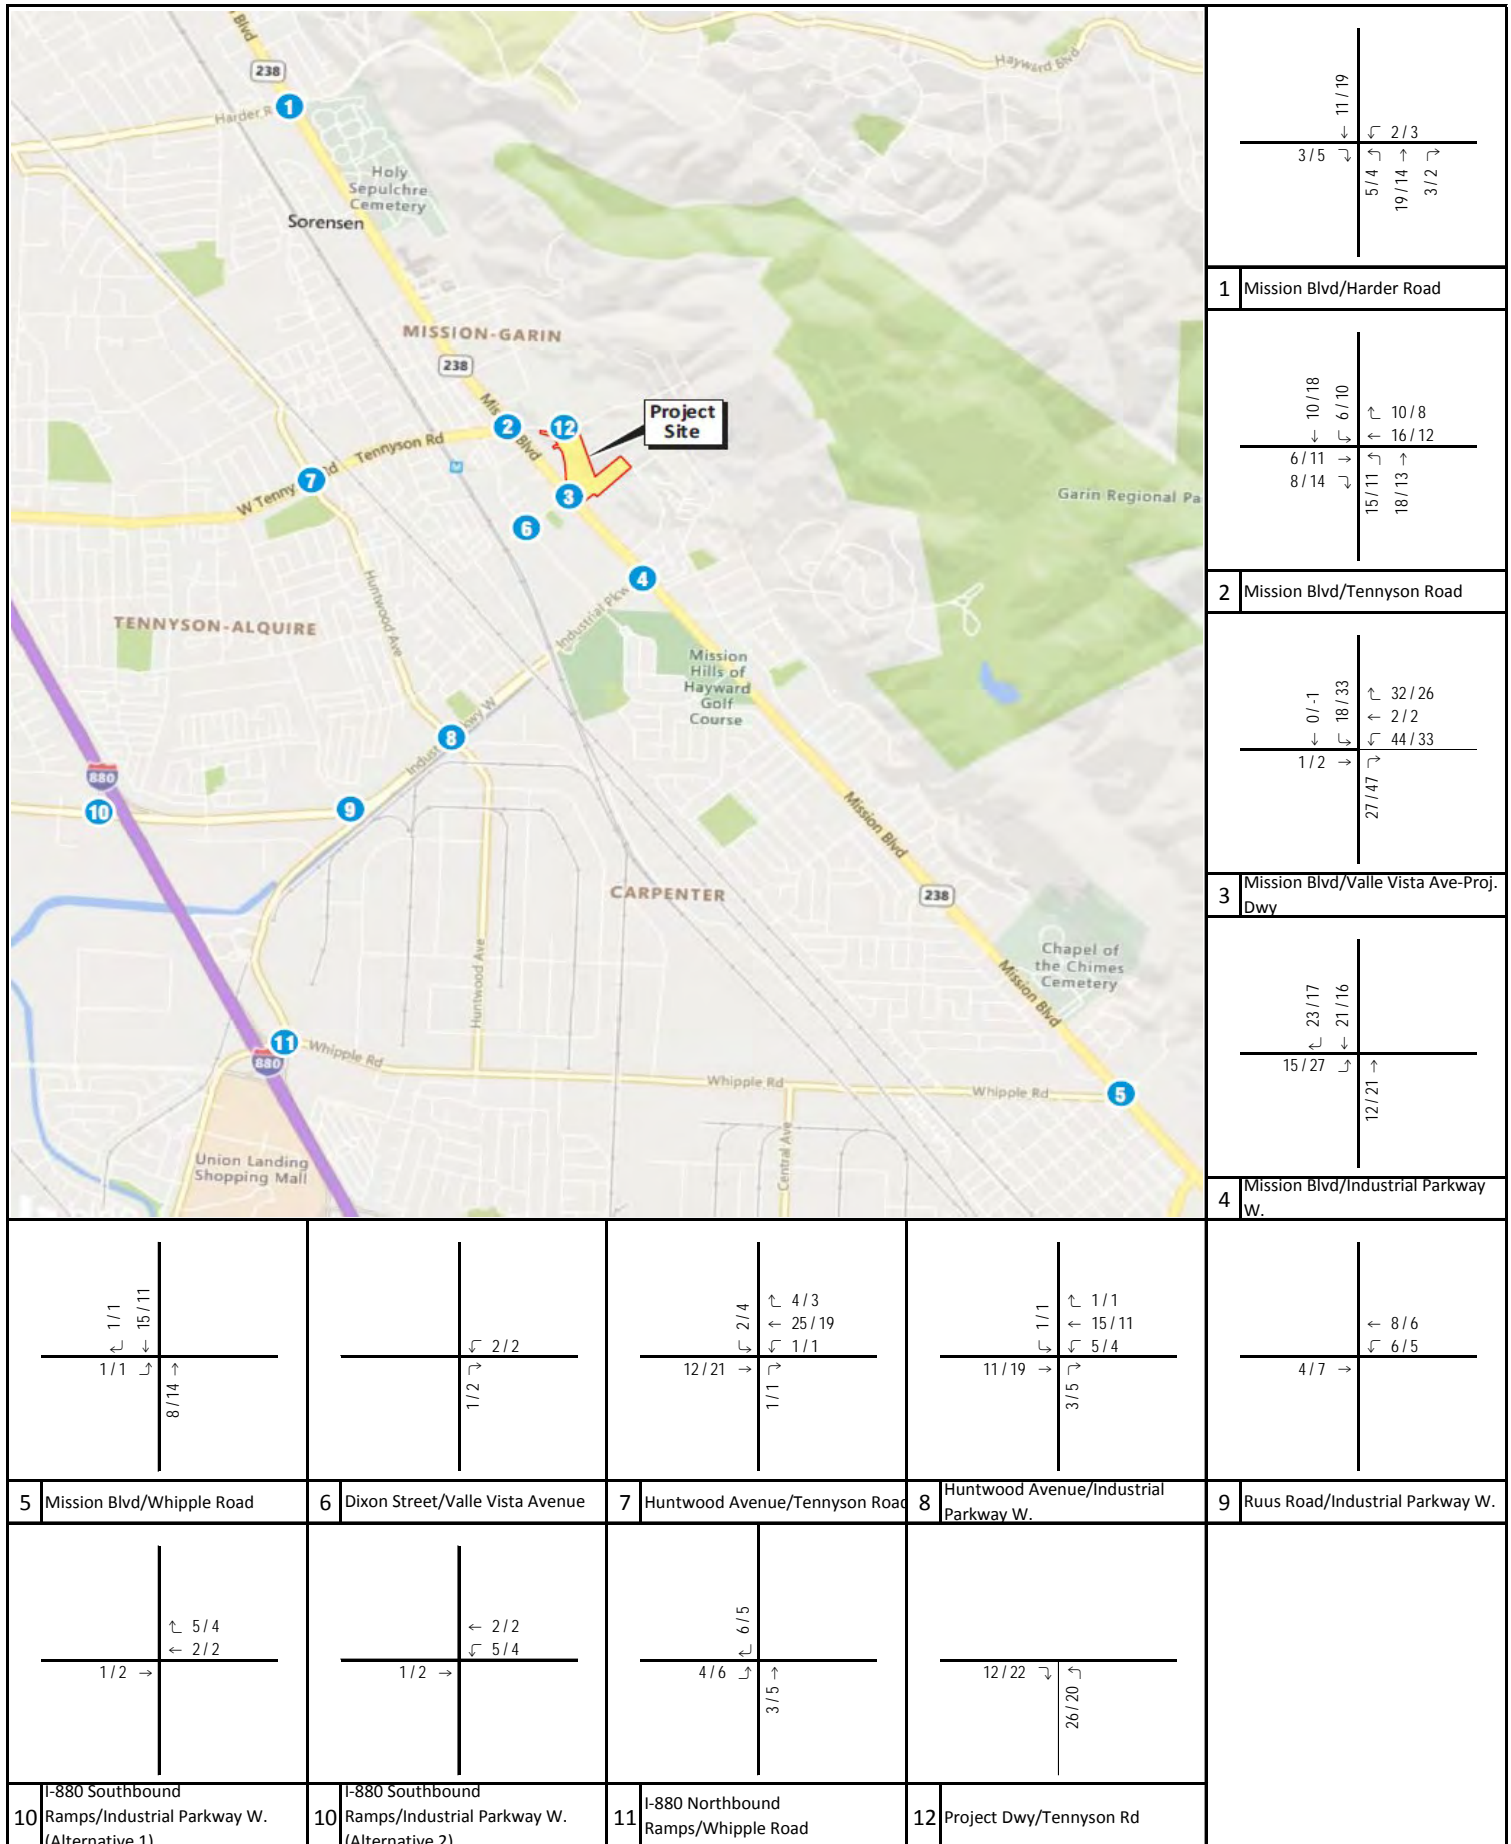 Blvd
238
1
Harder R
Hayward Blvd
Holy
Sepulchre
Cemetery
Sorensen
MISSION-GARIN
238
Mis
Blvd
2
12
Project
Site
Tennyson Rd
7
W Tenny
rd
3
6
Garin Regional Pa
4
Huntwood Ave
Industrial Pkw
TENNYSON-ALQUIRE
Mission
Hills of
Hayward
Golf
Course
8
Indust
kwy W
880
10
9
Mission Blvd
CARPENTER
238
Huntwood Ave
Chapel of
the Chimes
Cemetery
Mission Blvd
11
880
Whipple Rd
Whipple Rd
Whipple Rd
5
Central Ave
Union Landing
Shopping Mall
11 / 19
↓ ↰ 2 / 3
3 / 5
5 / 4
19 / 14
3 / 2
1 Mission Blvd/Harder Road
10 / 18
6 / 10
10 / 8
← 16 / 12
6 / 11 →
8 / 14
15 / 11
18 / 13
2 Mission Blvd/Tennyson Road
0 / -1
18 / 33
32 / 26
← 2 / 2
44 / 33
1 / 2 →
27 / 47
3 Mission Blvd/Valle Vista Ave-Proj.
Dwy
23 / 17
21 / 16
15 / 27
12 / 21
4 Mission Blvd/Industrial Parkway
W.
1 / 1
15 / 11
1 / 1
8 / 14
5 Mission Blvd/Whipple Road
2 / 2
1 / 2
6 Dixon Street/Valle Vista Avenue
2 / 4
4 / 3
← 25 / 19
1 / 1
12 / 21 →
1 / 1
7 Huntwood Avenue/Tennyson Road
1 / 1
1 / 1
← 15 / 11
5 / 4
11 / 19 →
3 / 5
8 Huntwood Avenue/Industrial
Parkway W.
← 8 / 6
6 / 5
4 / 7 →
9 Ruus Road/Industrial Parkway W.
5 / 4
← 2 / 2
1 / 2 →
10 I-880 Southbound
Ramps/Industrial Parkway W.
(Alternative 1)
← 2 / 2
5 / 4
1 / 2 →
10 I-880 Southbound
Ramps/Industrial Parkway W.
(Alternative 2)
6 / 5
4 / 6
3 / 5
11 I-880 Northbound
Ramps/Whipple Road
12 / 22
26 / 20
12 Project Dwy/Tennyson Rd